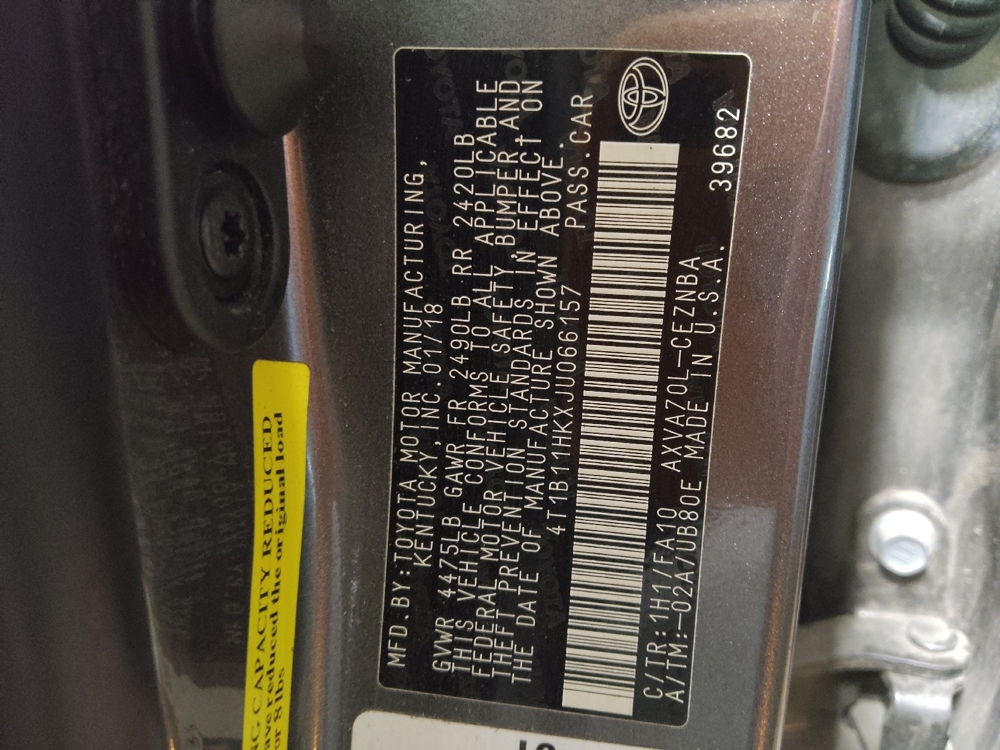 MFD.BY:TOYOTA MOTOR MANUFACTURING,
KENTUCKY,INC.01/18
GVWR 4475LB GAWR FR 2490LB RR 2420LB
THIS VEHICLE CONFORMS TO ALL APPLICABLE
FEDERAL MOTOR VEHICLE SAFETY,BUMPER,AND
THEFT PREVENTION STANDARDS IN EFFECT ON
THE DATE OF MANUFACTURE SHOWN ABOVE.
4T1B11HKXJU066157 PASS.CAR
C/TR:1H1/FA10 AXVA70L-CEZNBA
A/TM:-02A/UB80E MADE IN U.S.A. 39682
CAPACITY REDUCED
reduced the original load
8 lbs